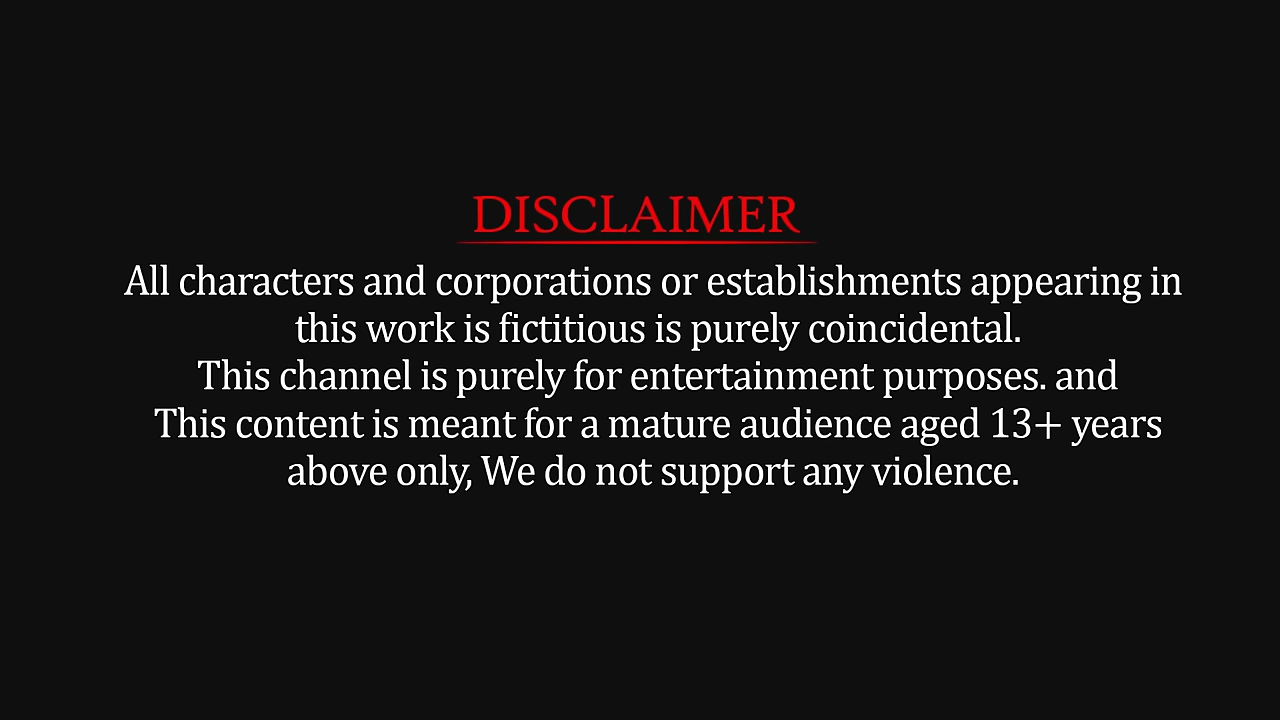 DISCLAIMER
All characters and corporations or establishments appearing in
this work is fictitious is purely coincidental.
This channel is purely for entertainment purposes. and
This content is meant for a mature audience aged 13+ years
above only, We do not support any violence.